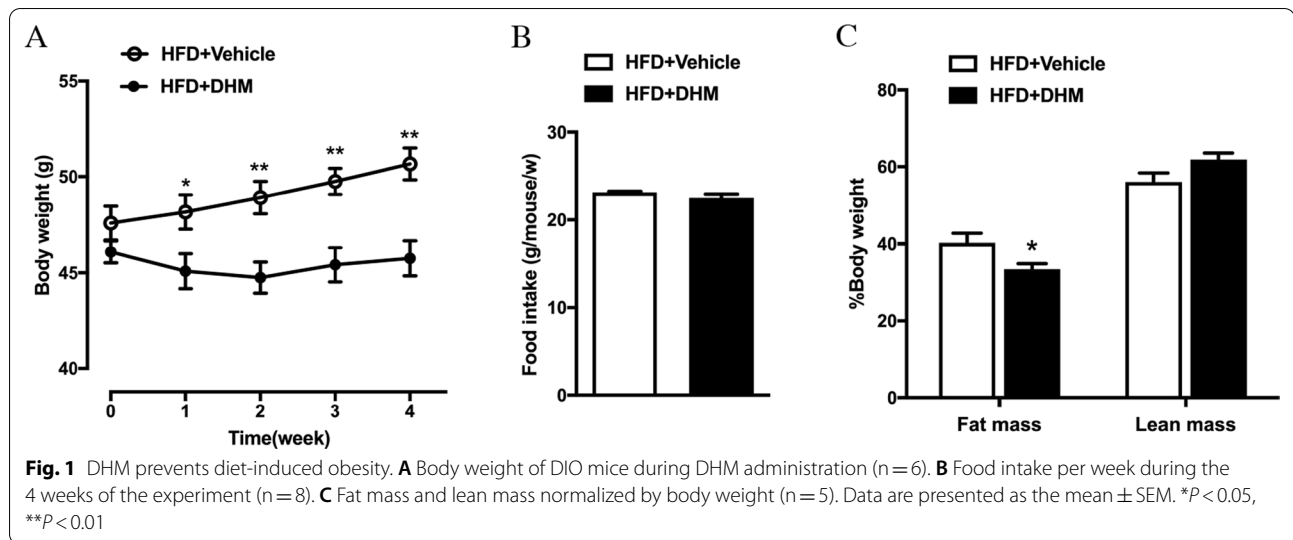 A
HFD+Vehicle
HFD+DHM
55
50
45
40
Body weight (g)
*
**
**
**
0 1 2 3 4
Time(week)
B
HFD+Vehicle
HFD+DHM
30
20
10
0
Food intake (g/mouse/w)
C
HFD+Vehicle
HFD+DHM
80
60
40
20
0
%Body weight
*
Fat mass Lean mass
Fig. 1 DHM prevents diet-induced obesity. A Body weight of DIO mice during DHM administration (n = 6). B Food intake per week during the
4 weeks of the experiment (n = 8). C Fat mass and lean mass normalized by body weight (n = 5). Data are presented as the mean ± SEM. *P < 0.05,
**P < 0.01